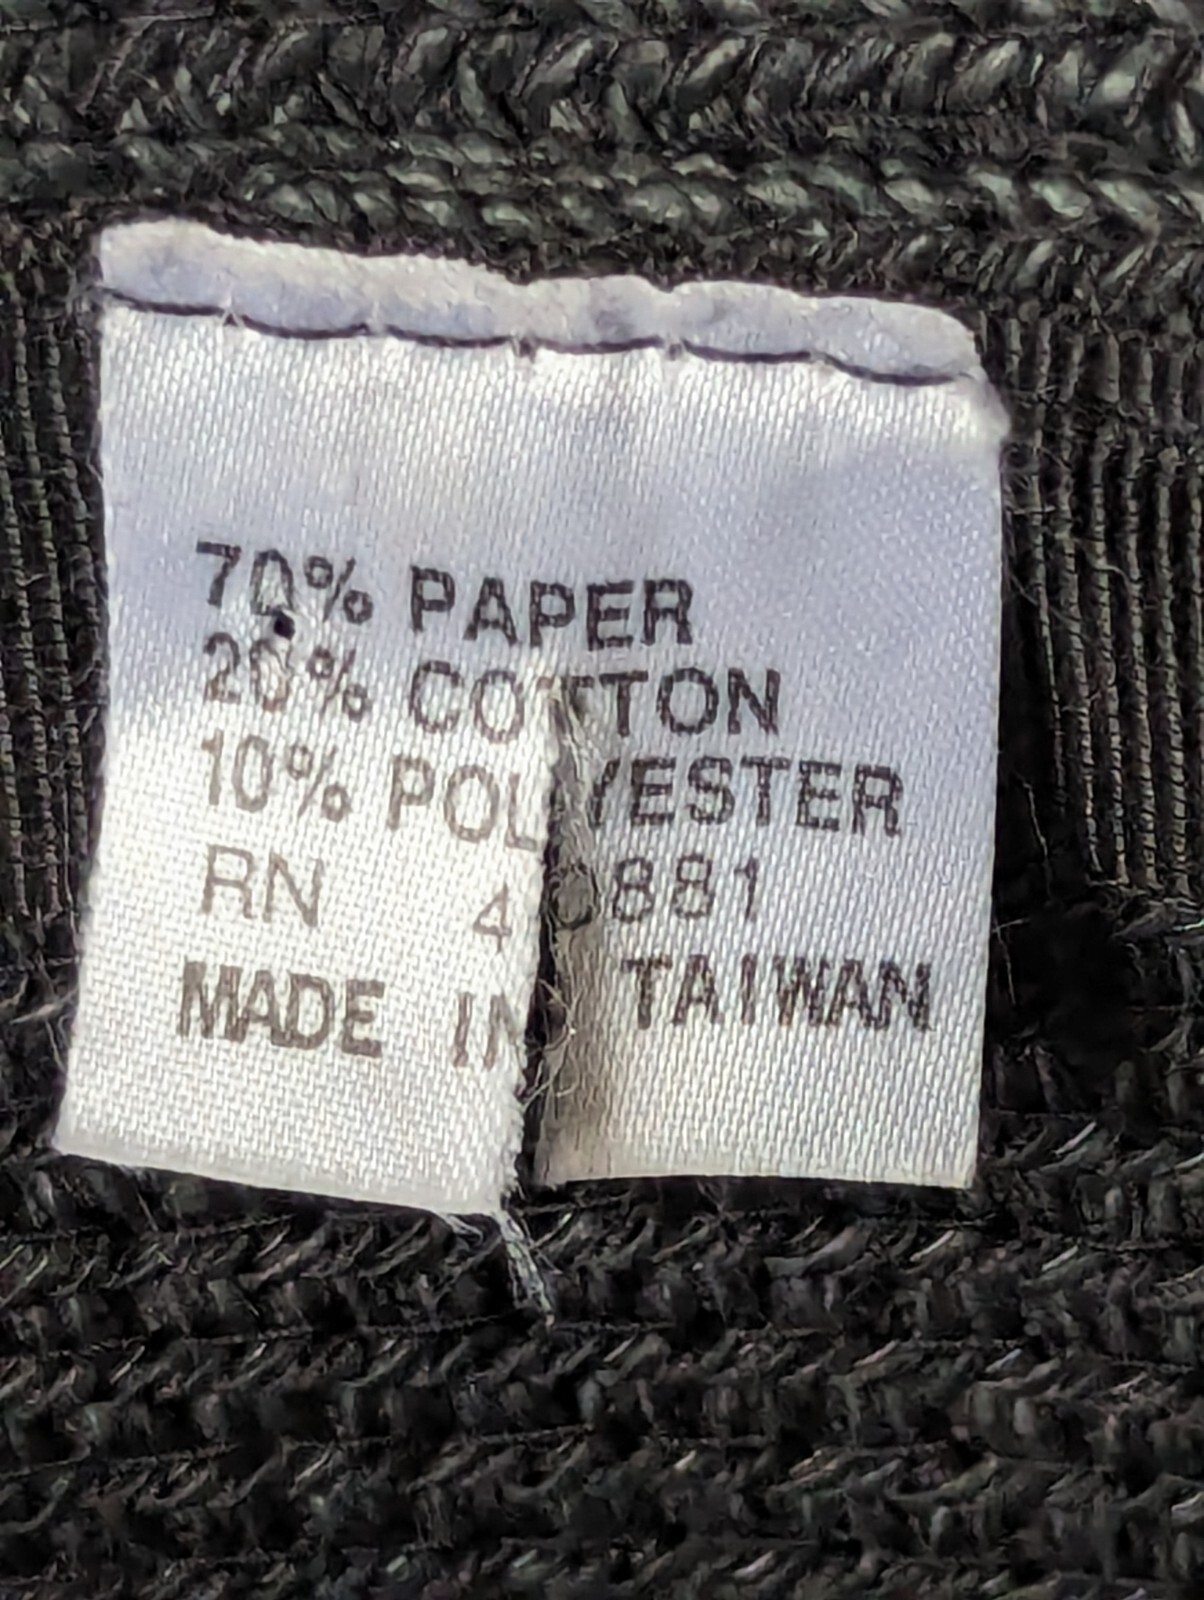 70% PAPER
20% COTTON
10% POLYESTER
RN
MADE IN TAIWAN